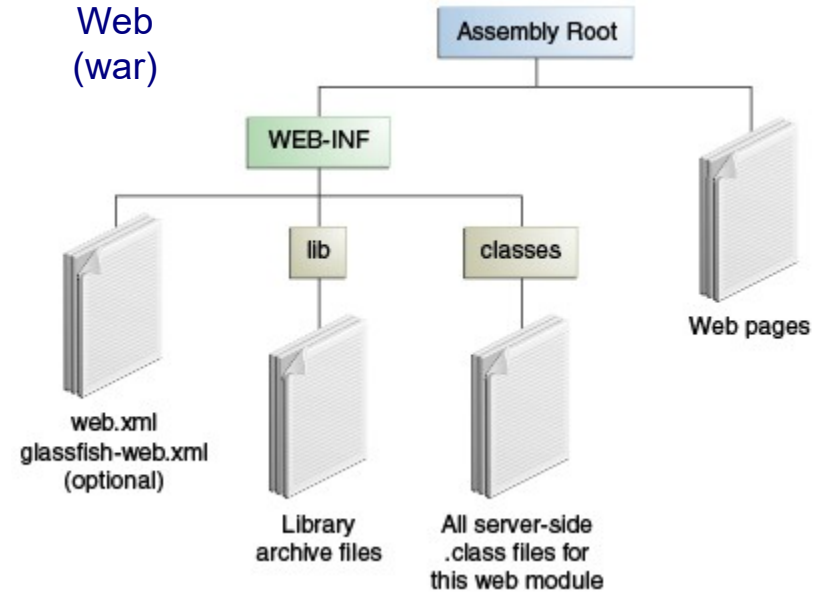 Web
(war)
Assembly Root
WEB-INF
lib
classes
Web pages
web.xml
glassfish-web.xml
(optional)
Library
archive files
All server-side
.class files for
this web module